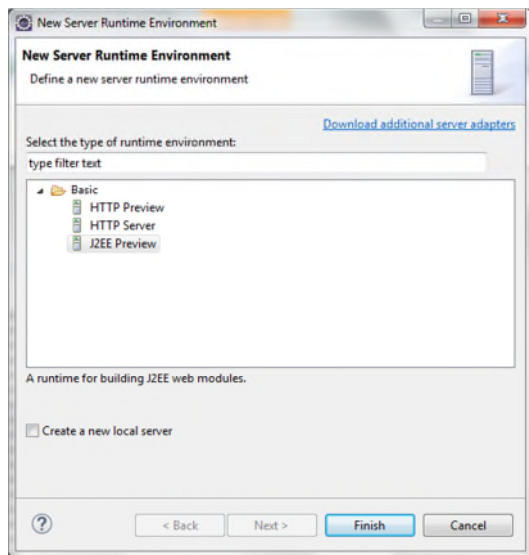 New Server Runtime Environment
New Server Runtime Environment
Define a new server runtime environment
Download additional server adapters
Select the type of runtime environment:
type filter text
Basic
HTTP Preview
HTTP Server
J2EE Preview
A runtime for building J2EE web modules.
Create a new local server
? < Back Next > Finish Cancel